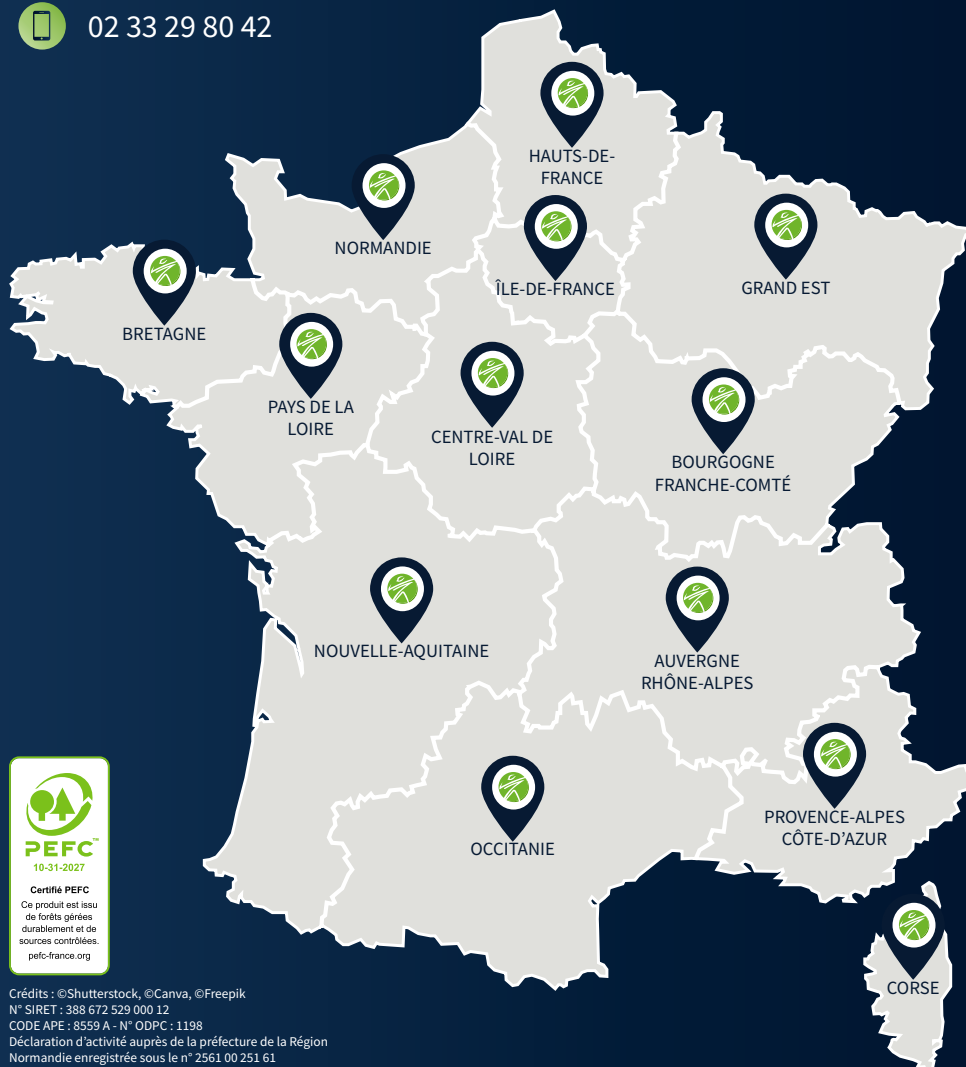 02 33 29 80 42
HAUTS-DE-
FRANCE
NORMANDIE
ÎLE-DE-FRANCE
GRAND EST
BRETAGNE
PAYS DE LA
LOIRE
CENTRE-VAL DE
LOIRE
BOURGOGNE
FRANCHE-COMTÉ
NOUVELLE-AQUITAINE
AUVERGNE
RHÔNE-ALPES
PROVENCE-ALPES
CÔTE-D’AZUR
OCCITANIE
CORSE
PEFC™
10-31-2027
Certifié PEFC
Ce produit est issu
de forêts gérées
durablement et de
sources contrôlées.
pefc-france.org
Crédits : ©Shutterstock, ©Canva, ©Freepik
N° SIRET : 388 672 529 000 12
CODE APE : 8559 A - N° ODPC : 1198
Déclaration d’activité auprès de la préfecture de la Région
Normandie enregistrée sous le n° 2561 00 251 61